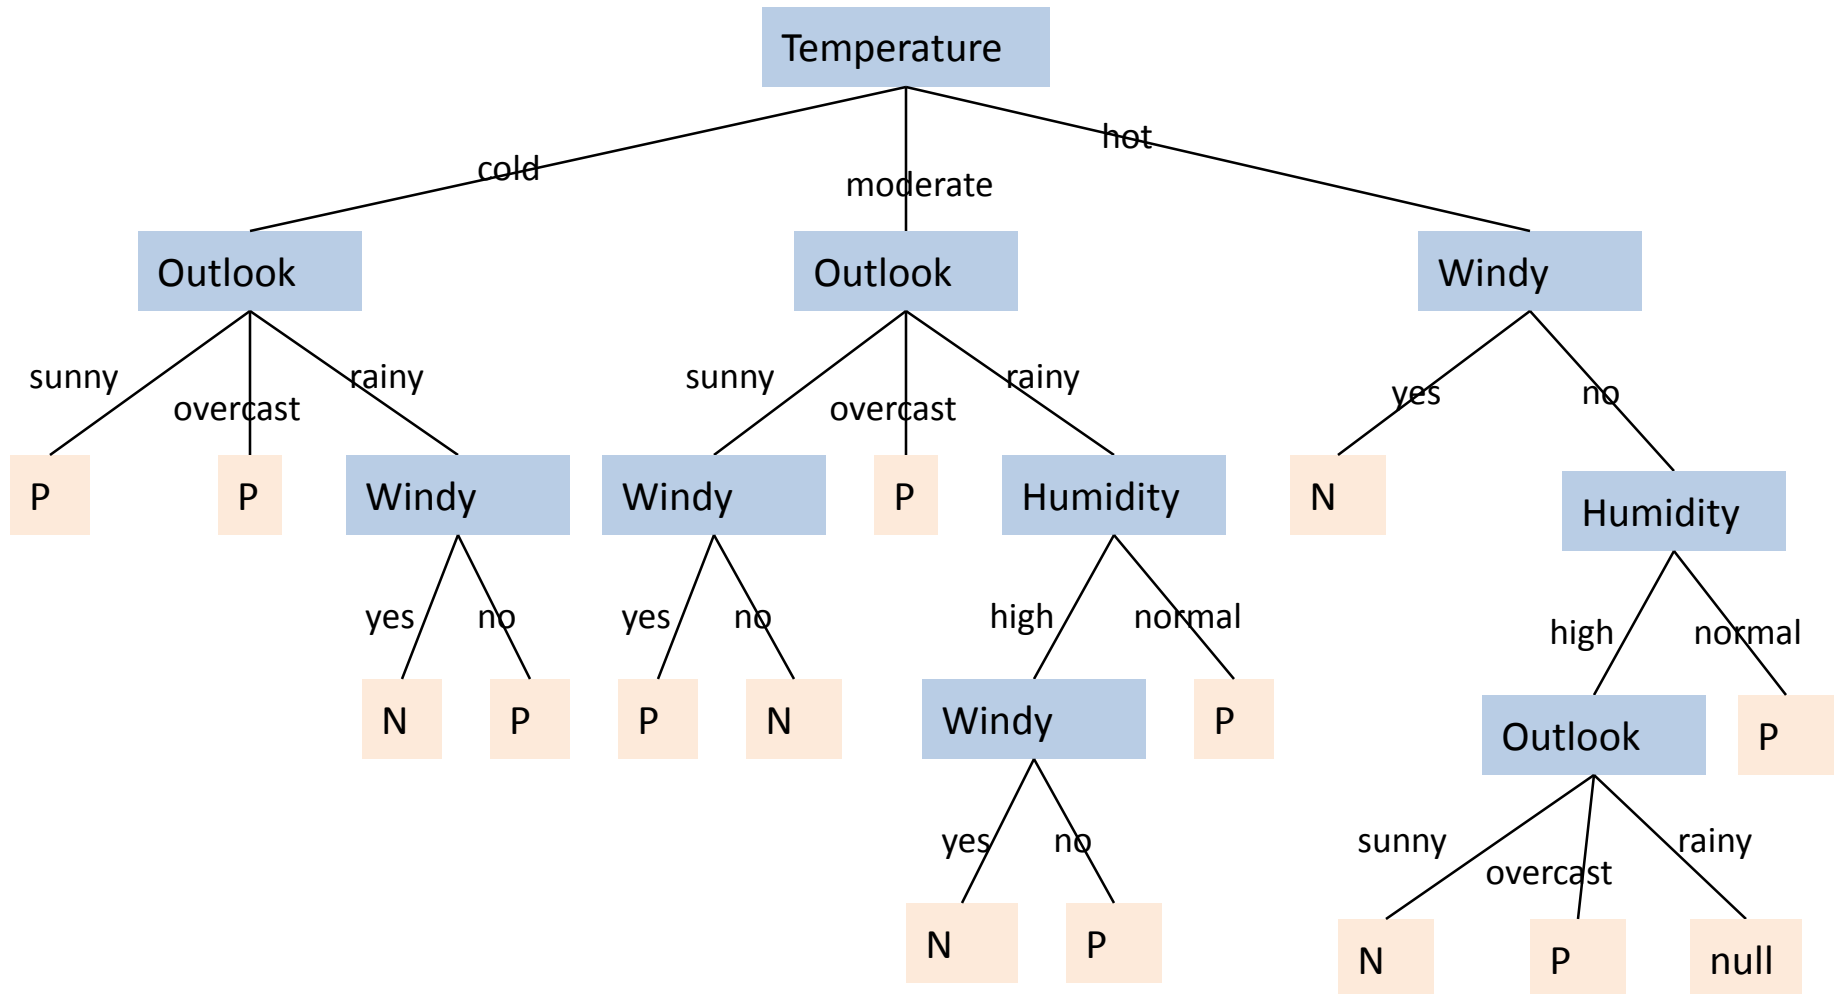 Temperature
cold
moderate
hot
Outlook
Outlook
Windy
sunny
overcast
rainy
sunny
overcast
rainy
yes
no
P
P
Windy
Windy
P
Humidity
N
Humidity
yes
no
yes
no
high
normal
high
normal
N
P
P
N
Windy
P
Outlook
P
yes
no
sunny
overcast
rainy
N
P
N
P
null